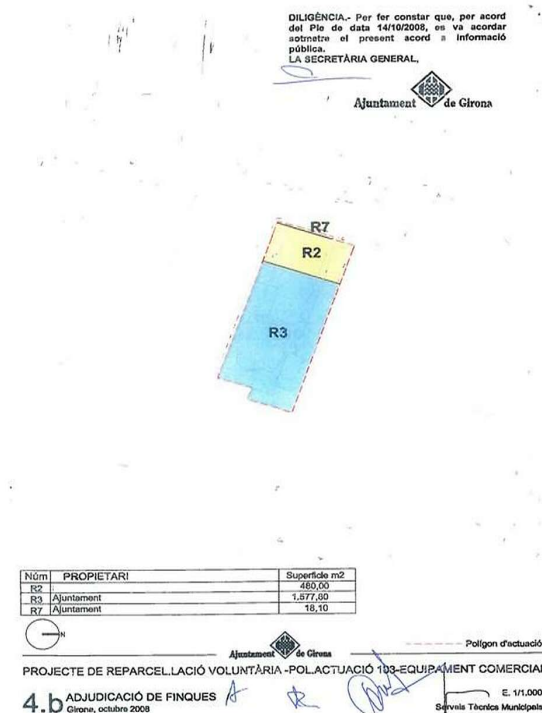 DILIGÈNCIA.- Per fer constar que, per acord
del Ple de data 14/10/2008, es va acordar
sotmetre el present acord a informació
pública.
LA SECRETÀRIA GENERAL,
Ajuntament de Girona
R7
R2
R3
Núm PROPIETARI Superfície m2
R2 480,00
R3 Ajuntament 1.577,80
R7 Ajuntament 18,10
N
Ajuntament de Girona
Polígon d'actuació
PROJECTE DE REPARCEL.LACIÓ VOLUNTÀRIA -POL.ACTUACIÓ 103-EQUIPAMENT COMERCIAL
4.b ADJUDICACIÓ DE FINQUES
Girona, octubre 2008
E. 1/1.000
Serveis Tècnics Municipals